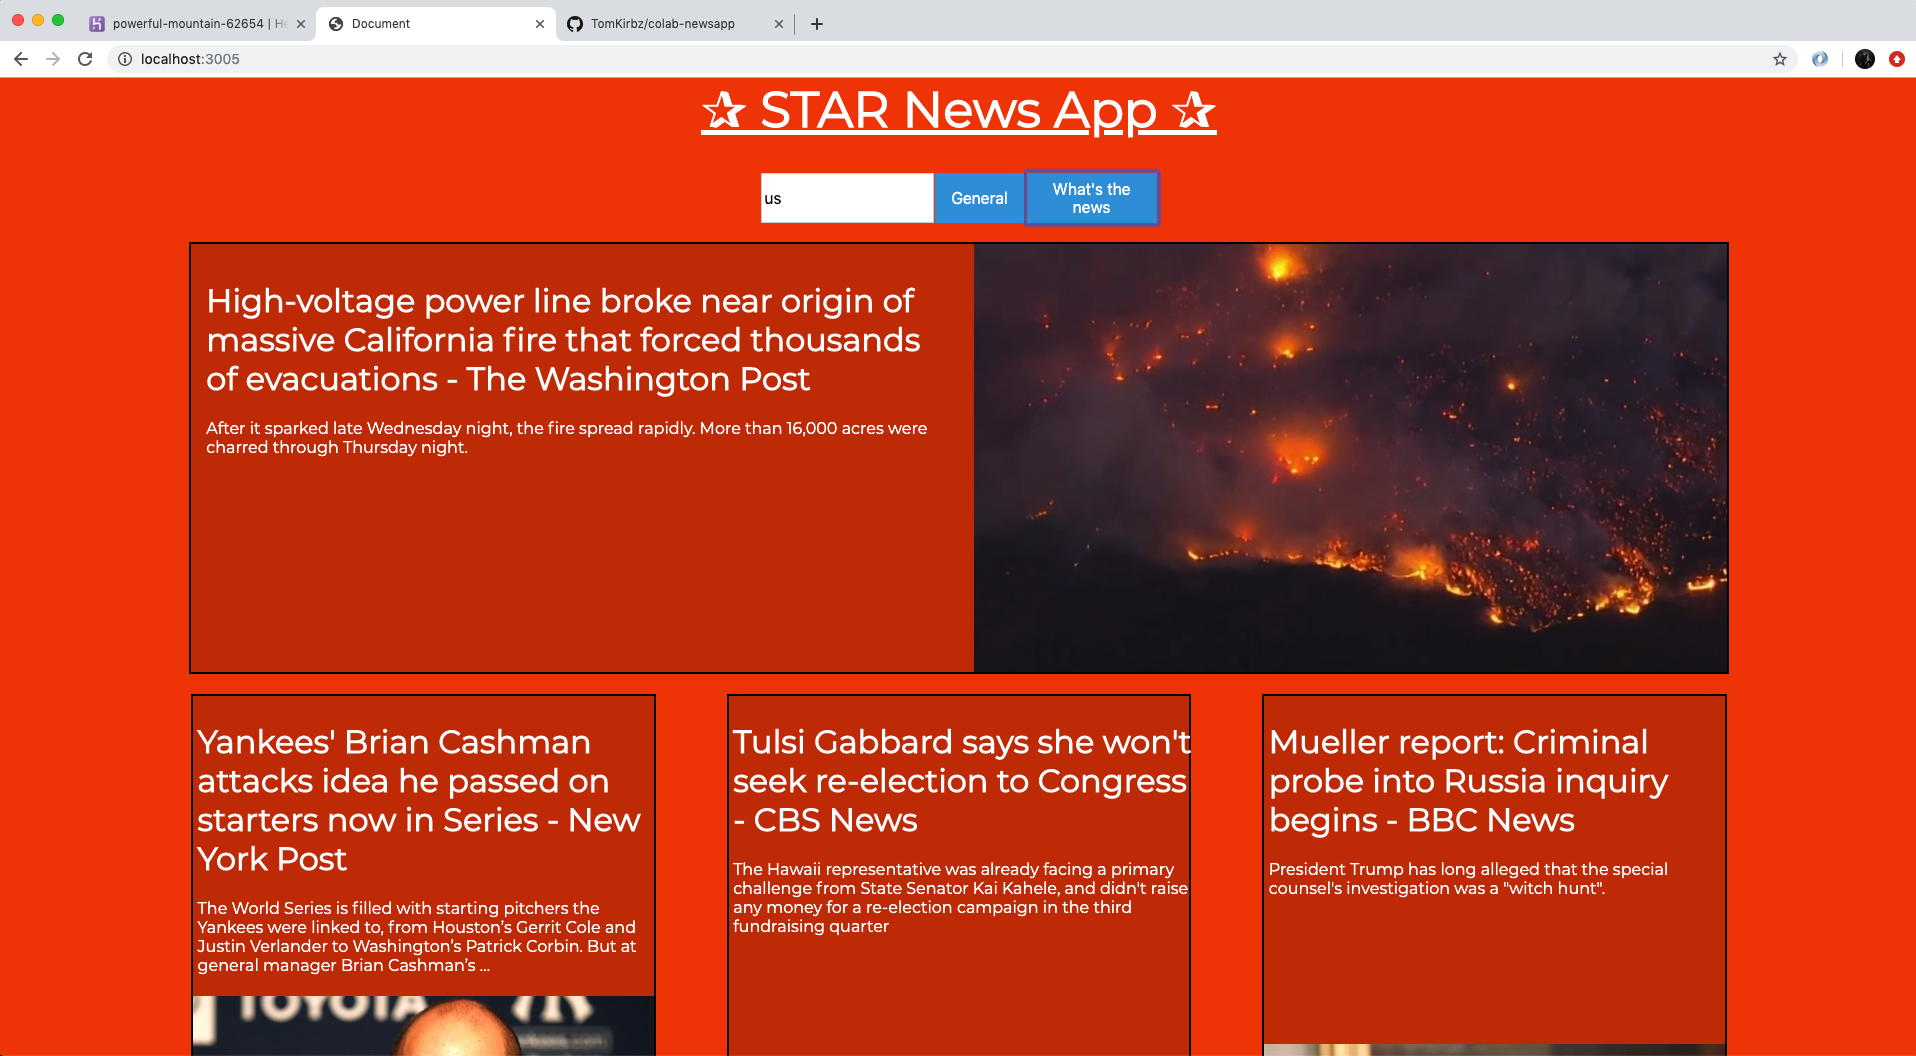 powerful-mountain-62654 | He
Document
TomKirbz/colab-newsapp
localhost:3005
☆ STAR News App ☆
us
General
What's the
news
High-voltage power line broke near origin of
massive California fire that forced thousands
of evacuations - The Washington Post
After it sparked late Wednesday night, the fire spread rapidly. More than 16,000 acres were
charred through Thursday night.
Yankees' Brian Cashman
attacks idea he passed on
starters now in Series - New
York Post
The World Series is filled with starting pitchers the
Yankees were linked to, from Houston’s Gerrit Cole and
Justin Verlander to Washington’s Patrick Corbin. But at
general manager Brian Cashman’s ...
TOYOTA
Tulsi Gabbard says she won't
seek re-election to Congress
- CBS News
The Hawaii representative was already facing a primary
challenge from State Senator Kai Kahele, and didn't raise
any money for a re-election campaign in the third
fundraising quarter
Mueller report: Criminal
probe into Russia inquiry
begins - BBC News
President Trump has long alleged that the special
counsel's investigation was a "witch hunt".